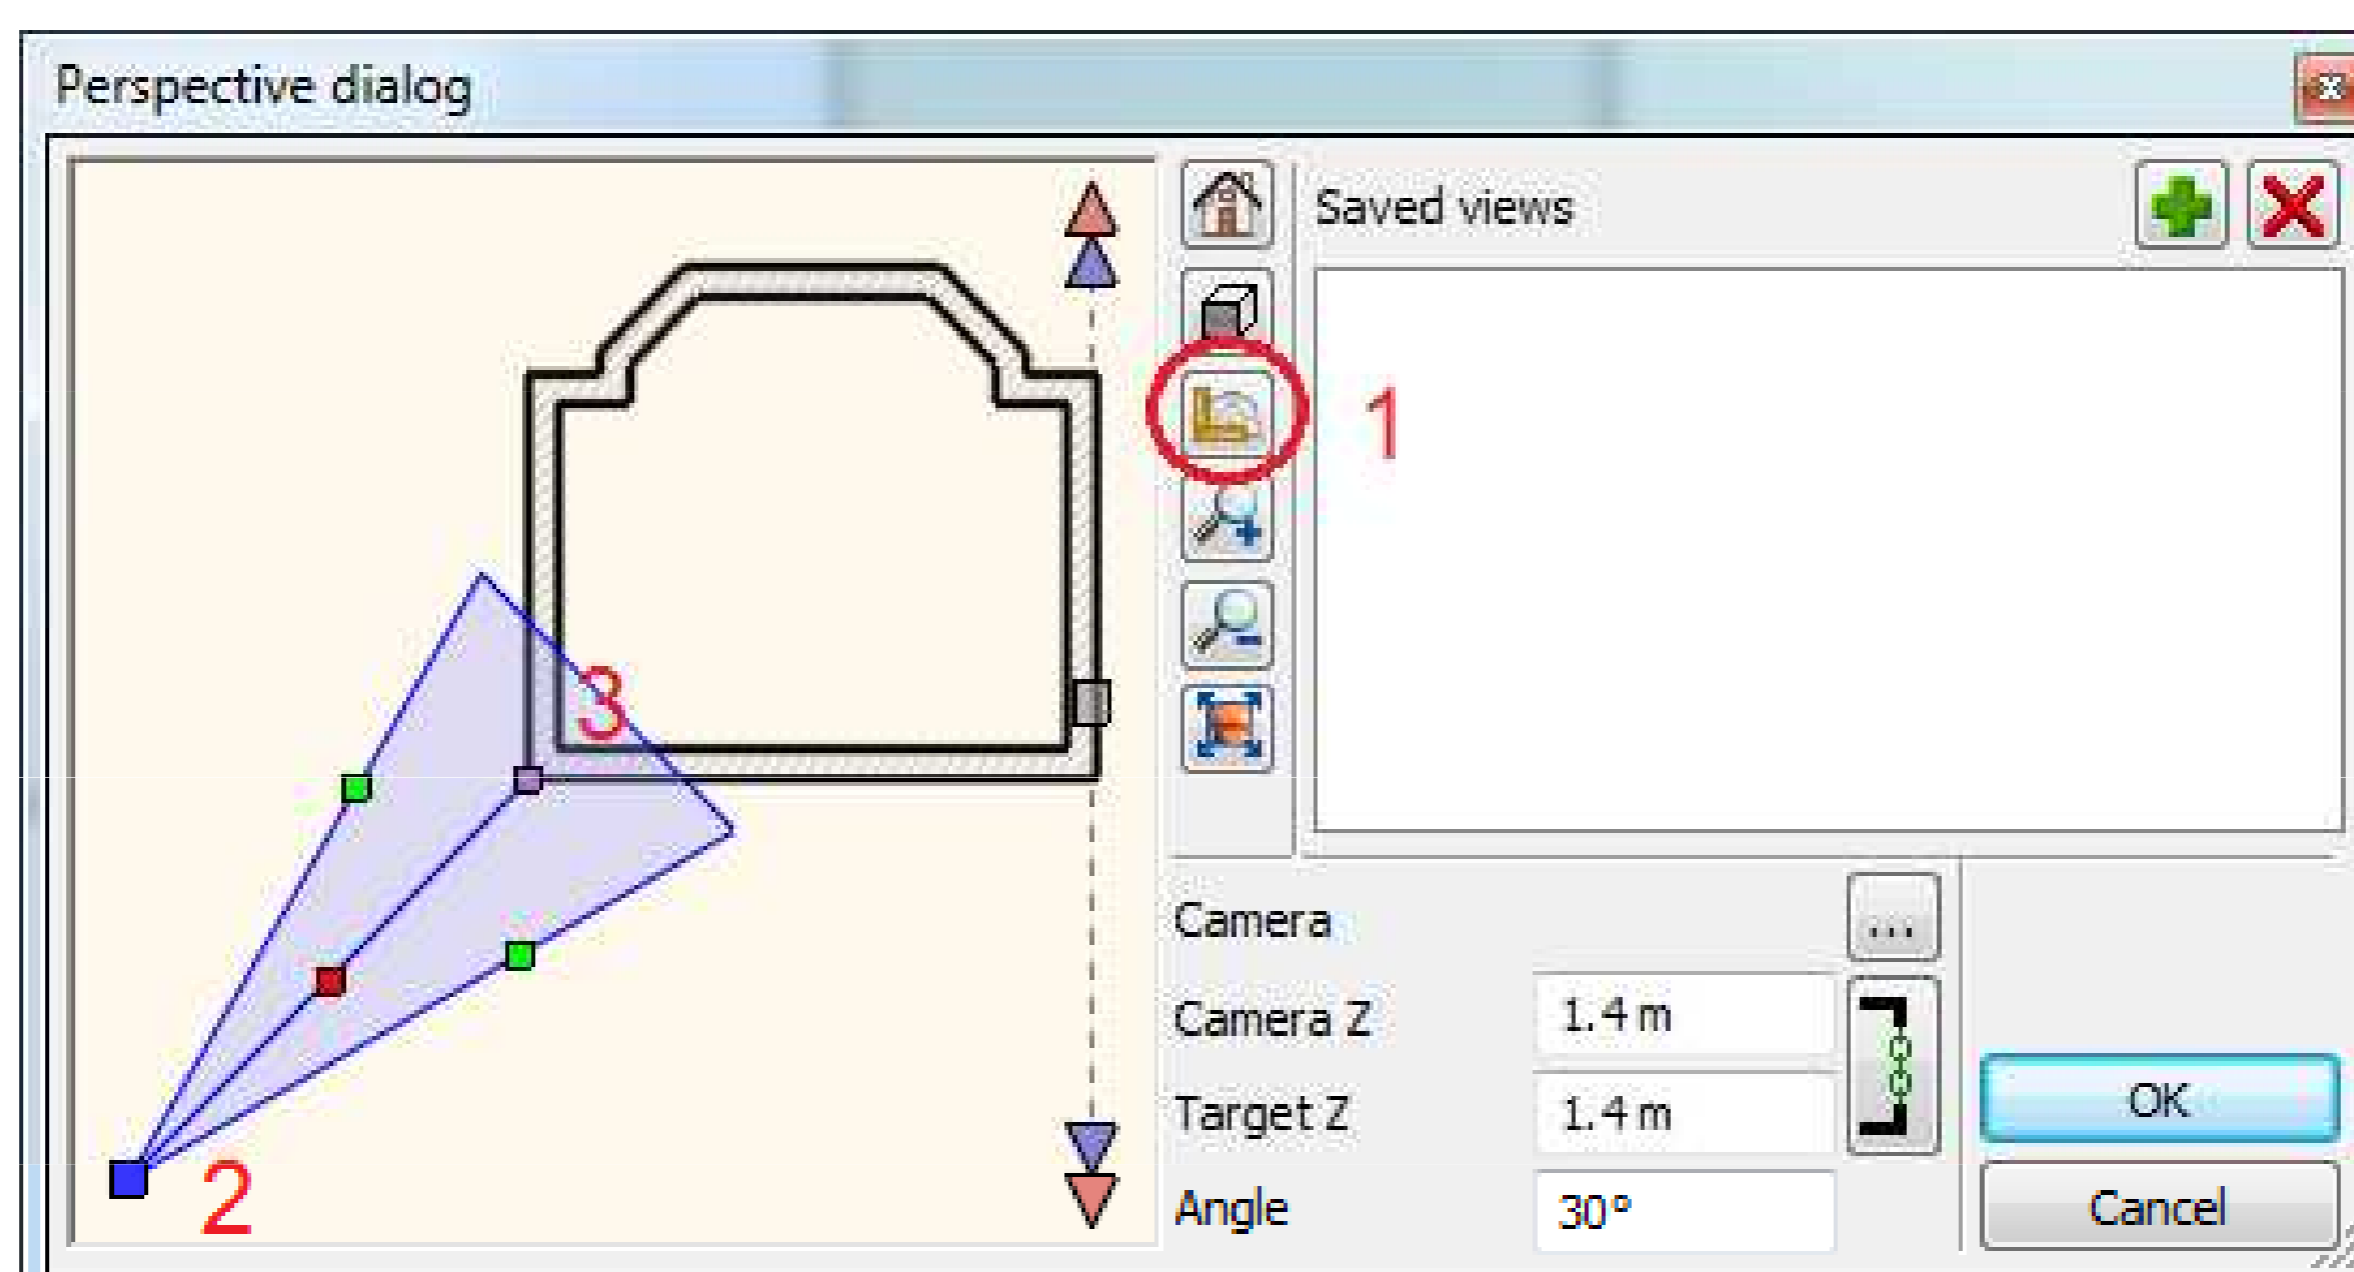 Perspective dialog
Saved views
1
3
2
Camera
...
Camera Z
1.4 m
Target Z
1.4 m
Angle
30°
OK
Cancel